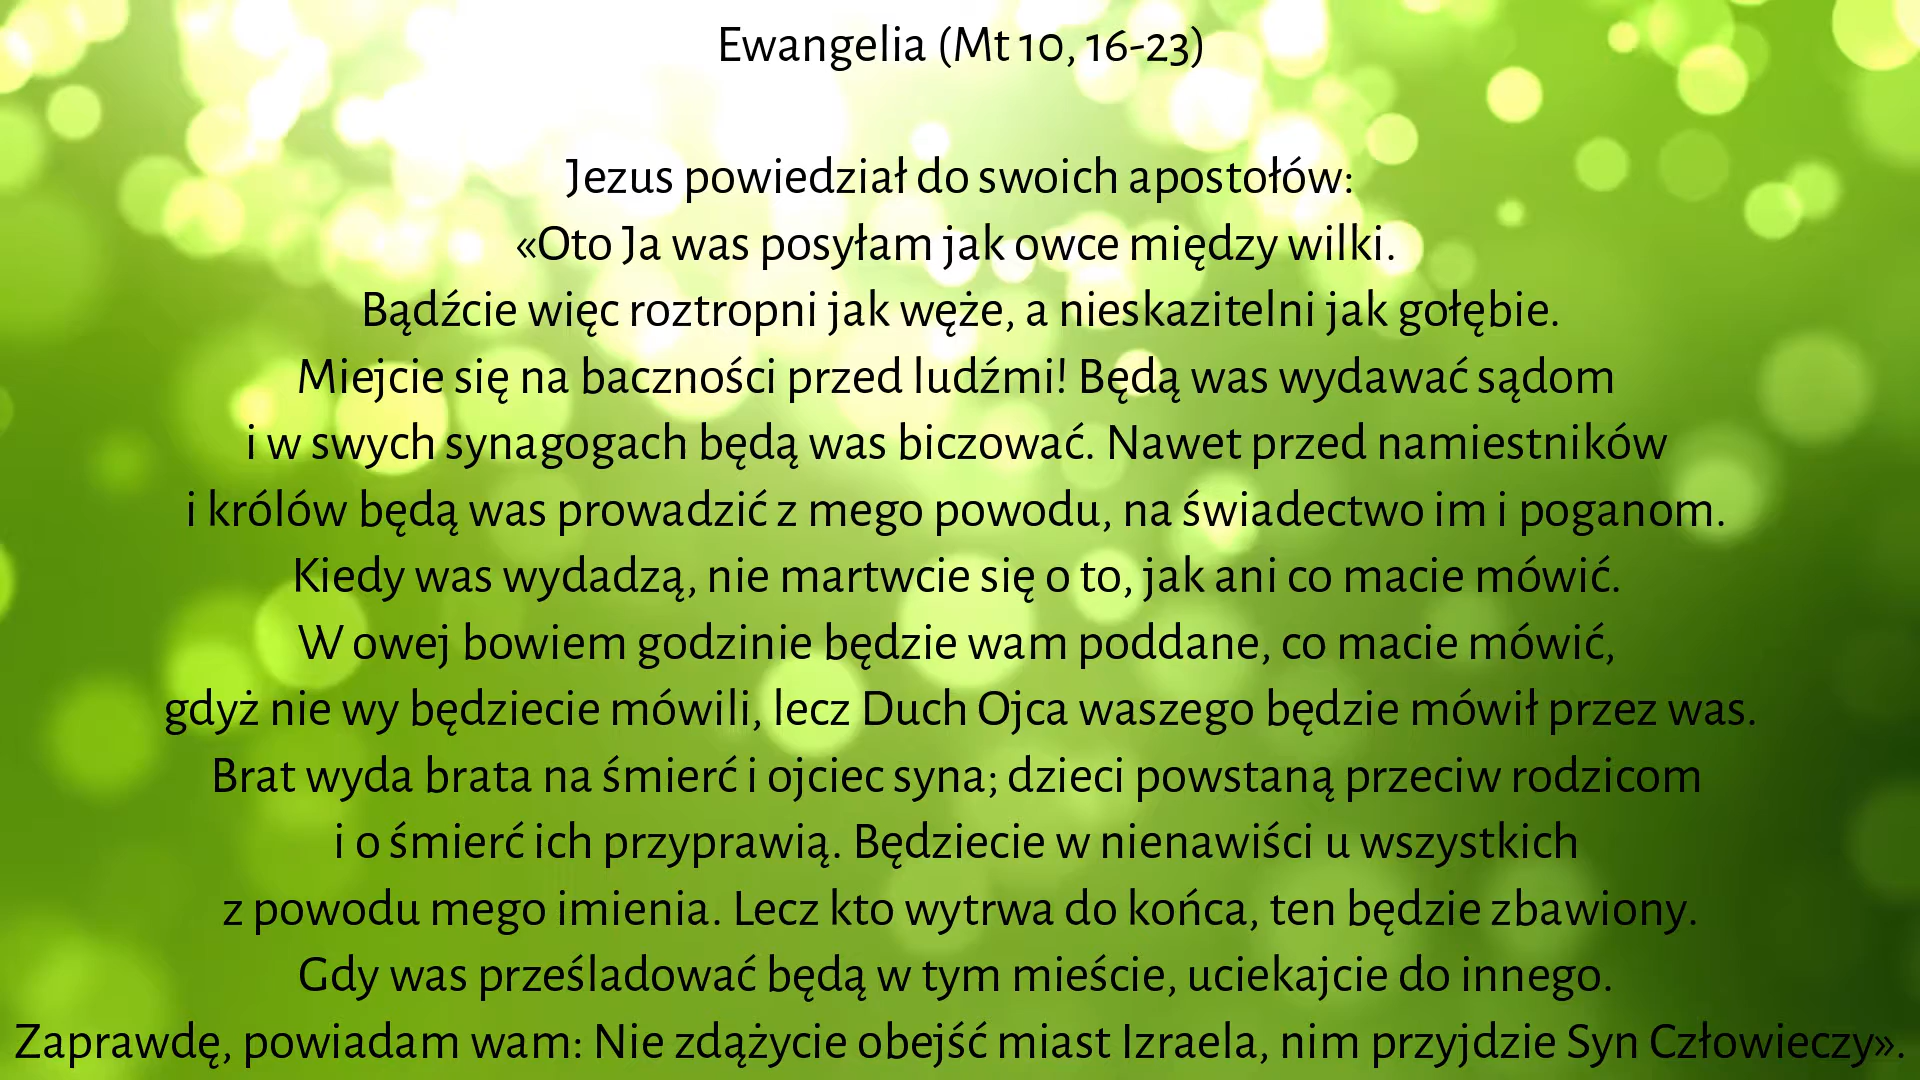 Ewangelia (Mt 10, 16-23)
Jezus powiedział do swoich apostołów:
«Oto Ja was posyłam jak owce między wilki.
Bądźcie więc roztropni jak węże, a nieskazitelni jak gołębie.
Miejcie się na baczności przed ludźmi! Będą was wydawać sądom
i w swych synagogach będą was biczować. Nawet przed namiestników
i królów będą was prowadzić z mego powodu, na świadectwo im i poganom.
Kiedy was wydadzą, nie martwcie się o to, jak ani co macie mówić.
W owej bowiem godzinie będzie wam poddane, co macie mówić,
gdyż nie wy będziecie mówili, lecz Duch Ojca waszego będzie mówił przez was.
Brat wyda brata na śmierć i ojciec syna; dzieci powstaną przeciw rodzicom
i o śmierć ich przyprawią. Będziecie w nienawiści u wszystkich
z powodu mego imienia. Lecz kto wytrwa do końca, ten będzie zbawiony.
Gdy was prześladować będą w tym mieście, uciekajcie do innego.
Zaprawdę, powiadam wam: Nie zdążycie obejść miast Izraela, nim przyjdzie Syn Człowieczy».